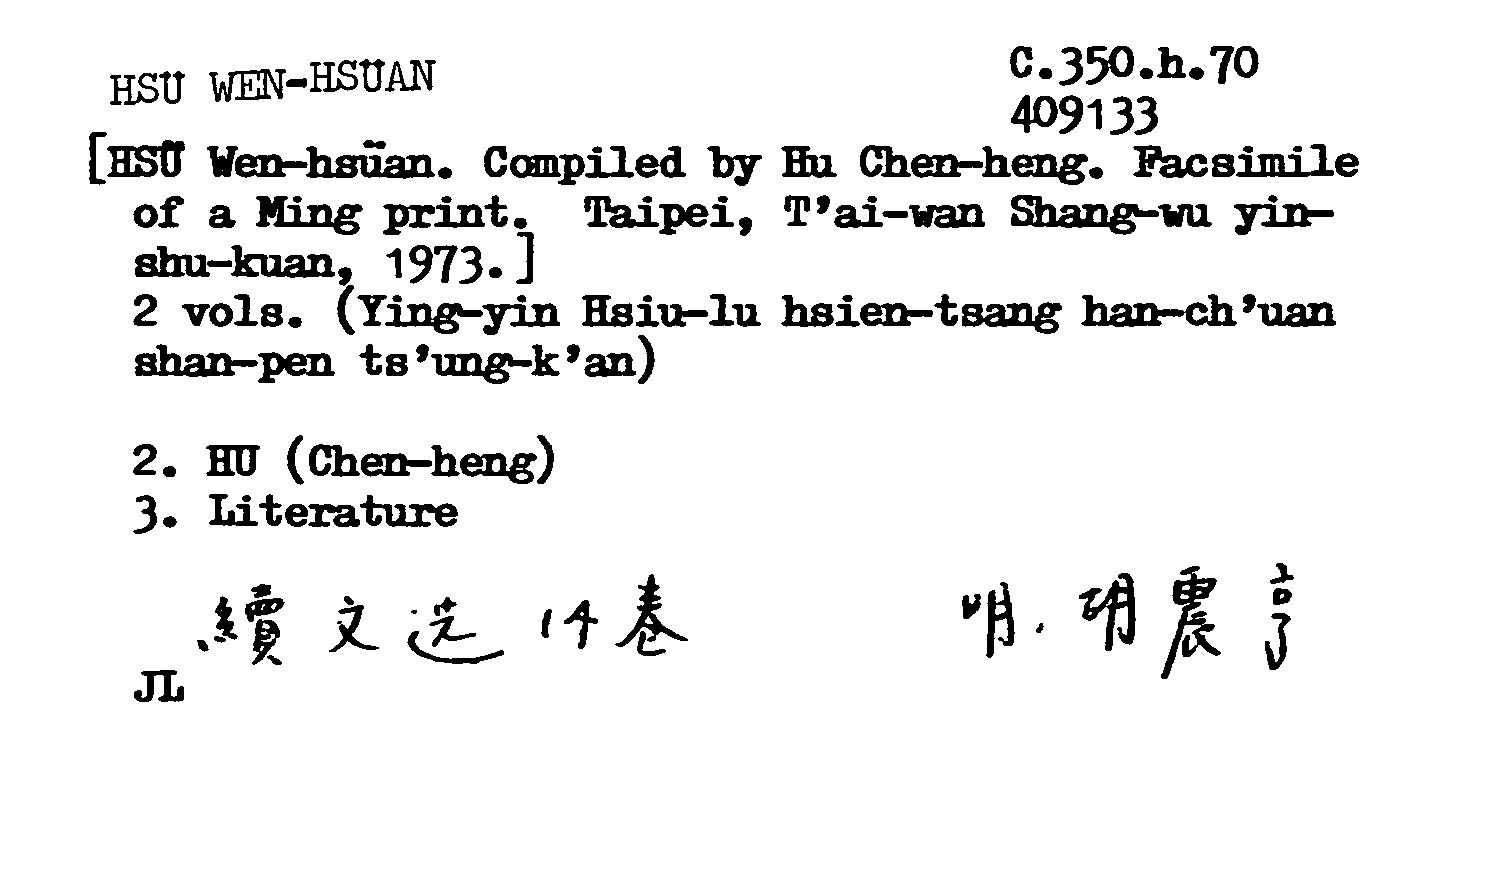 HSÜ WEN-HSÜAN
C.350.h.70
409133
[HSÜ Wen-hsüan. Compiled by Hu Chen-heng. Facsimile
of a Ming print. Taipei, T'ai-wan Shang-wu yin-
shu-kuan, 1973.]
2 vols. (Ying-yin Hsiu-lu hsien-tsang han-ch'uan
shan-pen ts'ung-k'an)
2. HU (Chen-heng)
3. Literature
續文选 14卷 明. 胡震亨
JL